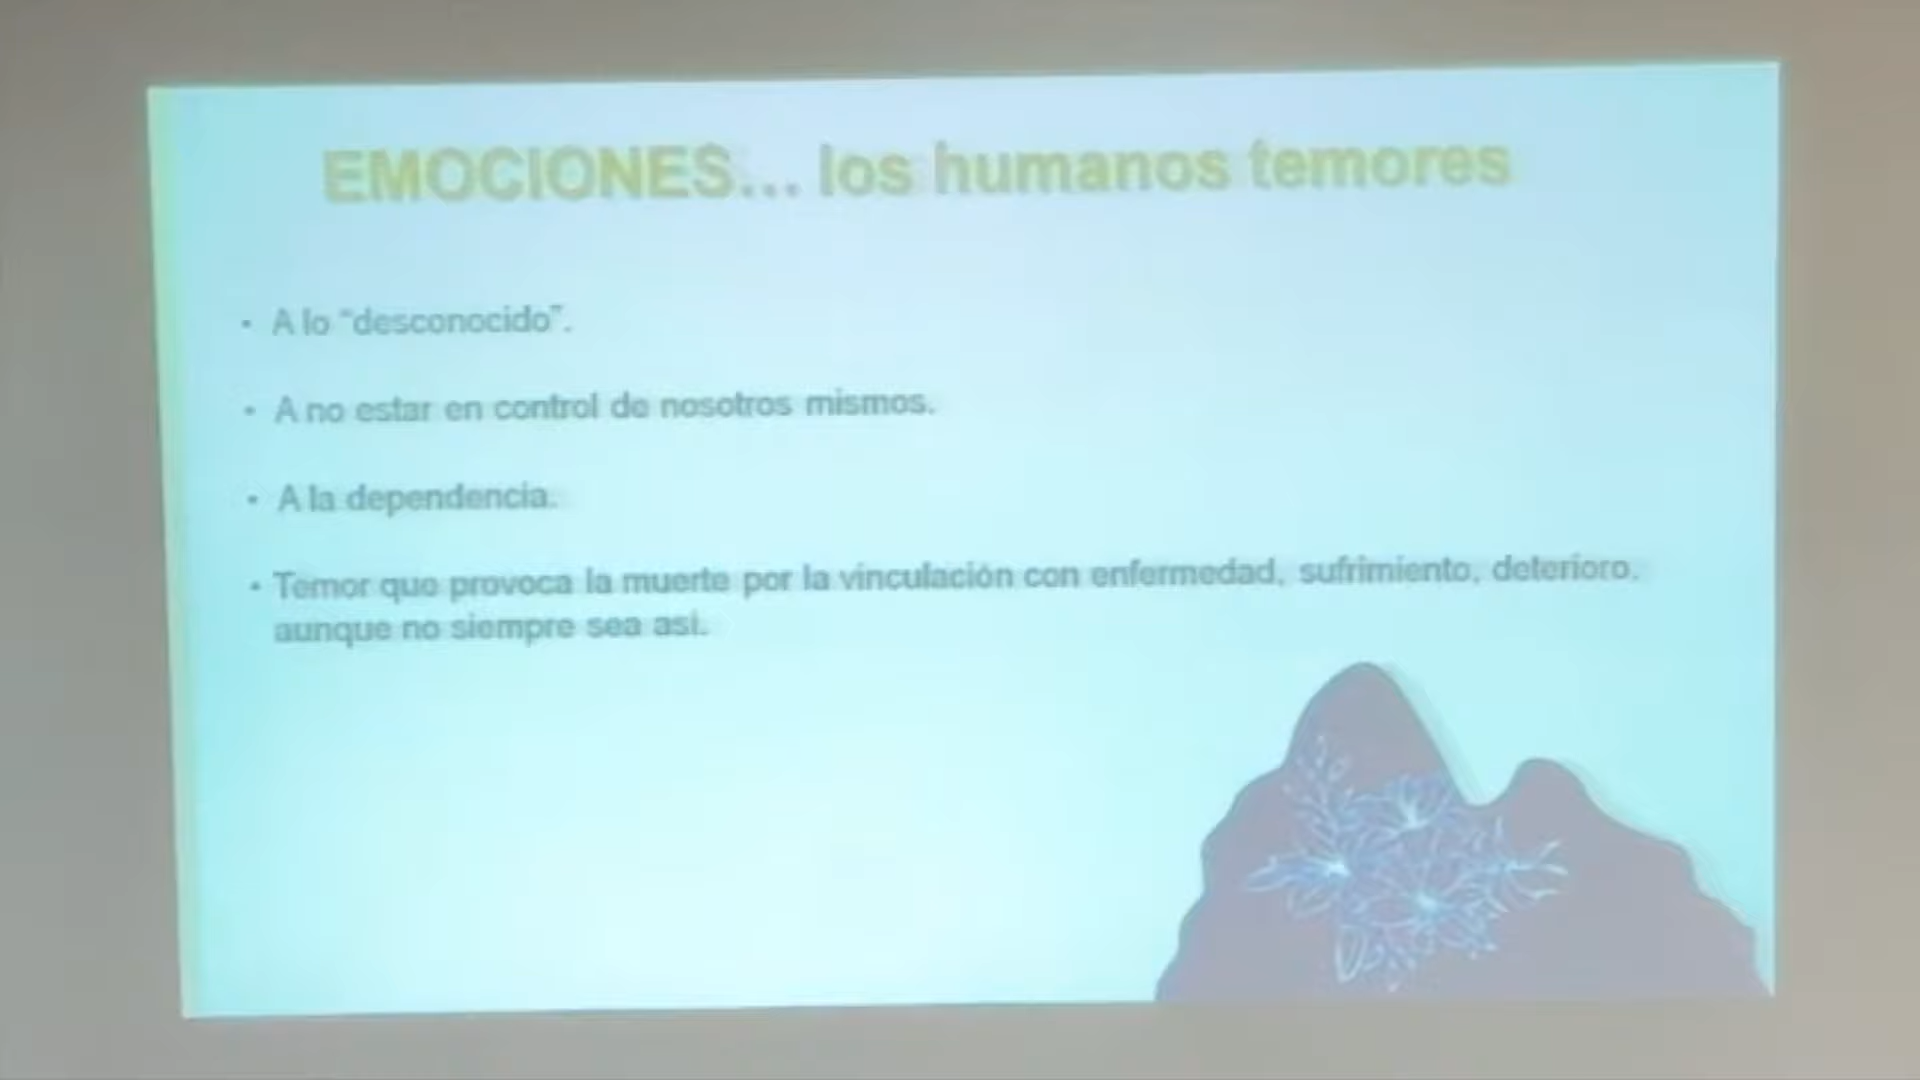 EMOCIONES... los humanos temores
• A lo “desconocido”.
• A no estar en control de nosotros mismos.
• A la dependencia.
• Temor que provoca la muerte por la vinculación con enfermedad, sufrimiento, deterioro,
aunque no siempre sea así.